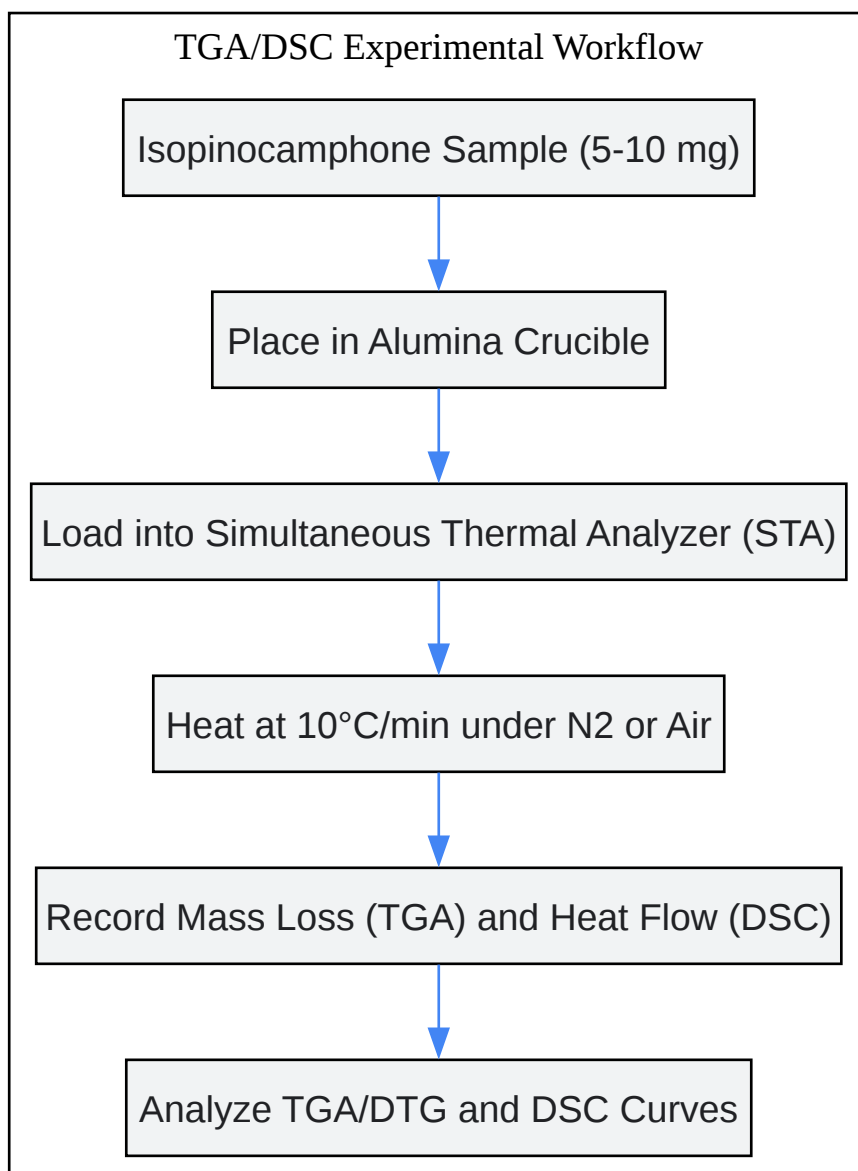 TGA/DSC Experimental Workflow
Isopinocamphone Sample (5-10 mg)
Place in Alumina Crucible
Load into Simultaneous Thermal Analyzer (STA)
Heat at 10°C/min under N2 or Air
Record Mass Loss (TGA) and Heat Flow (DSC)
Analyze TGA/DTG and DSC Curves